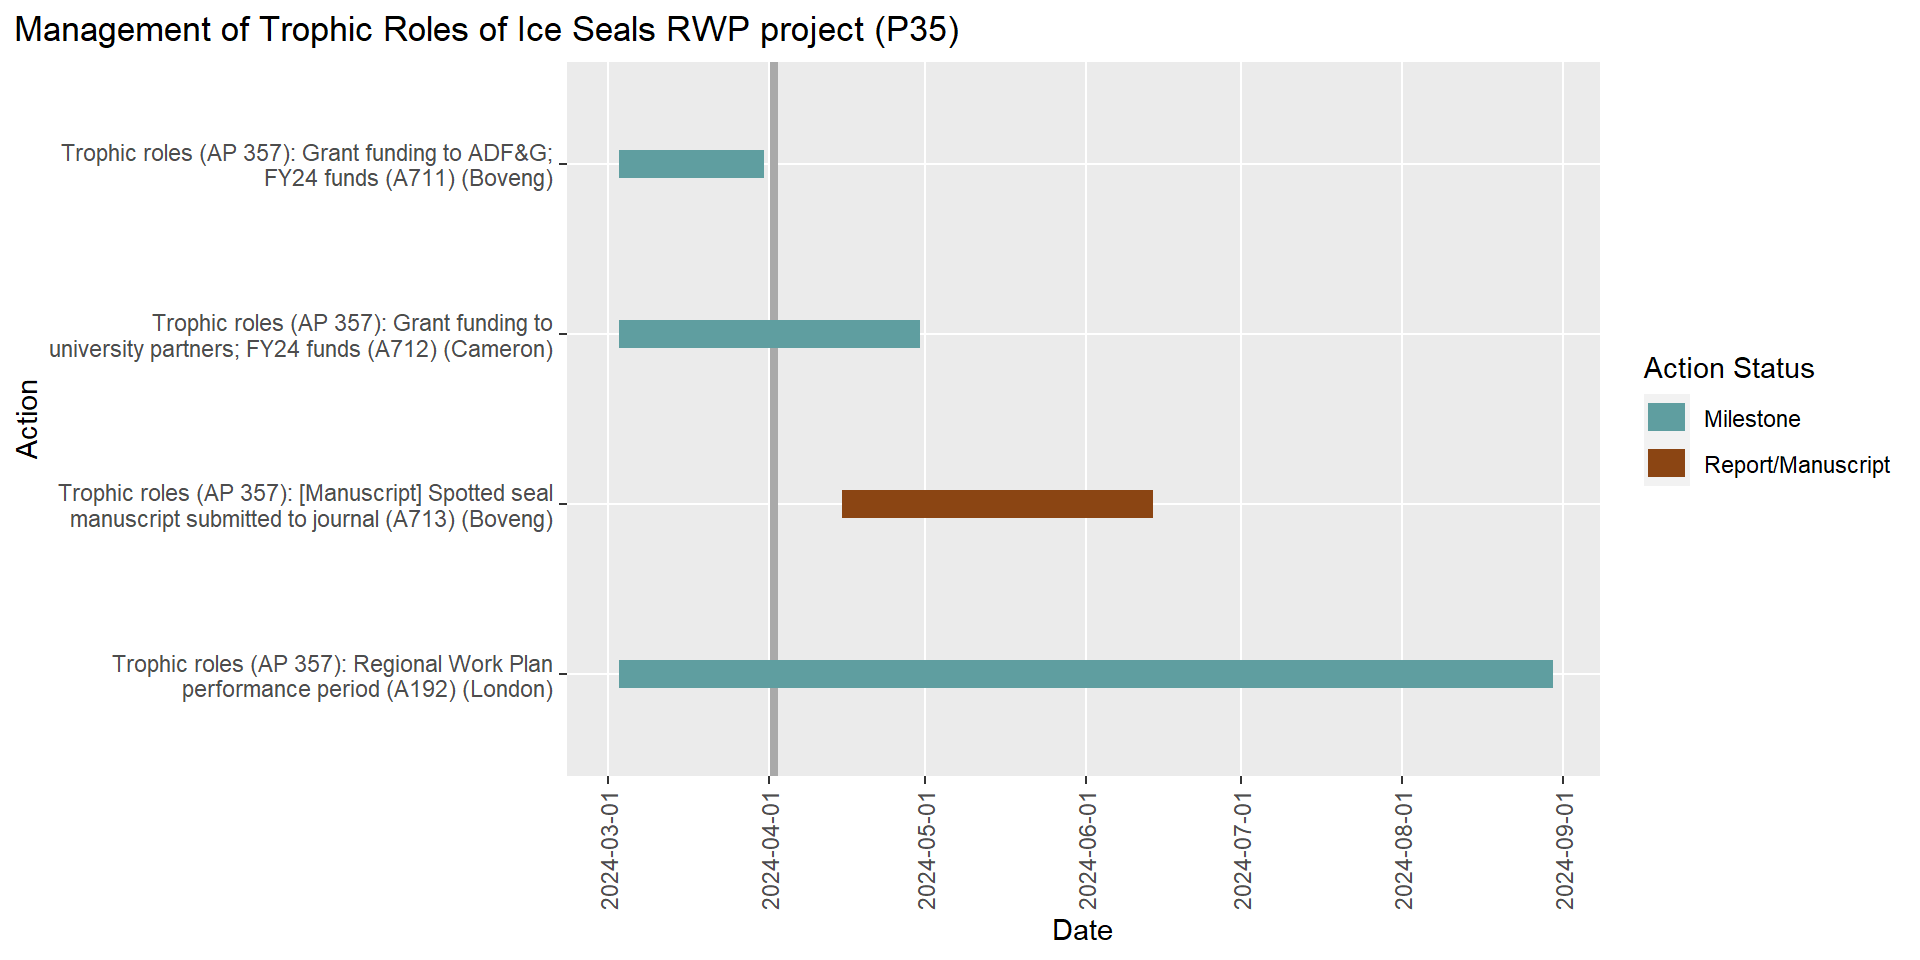 Management of Trophic Roles of Ice Seals RWP project (P35)
Action
Trophic roles (AP 357): Grant funding to ADF&G;
FY24 funds (A711) (Boveng)
Trophic roles (AP 357): Grant funding to
university partners; FY24 funds (A712) (Cameron)
Trophic roles (AP 357): [Manuscript] Spotted seal
manuscript submitted to journal (A713) (Boveng)
Trophic roles (AP 357): Regional Work Plan
performance period (A192) (London)
2024-03-01
2024-04-01
2024-05-01
2024-06-01
2024-07-01
2024-08-01
2024-09-01
Date
Action Status
Milestone
Report/Manuscript